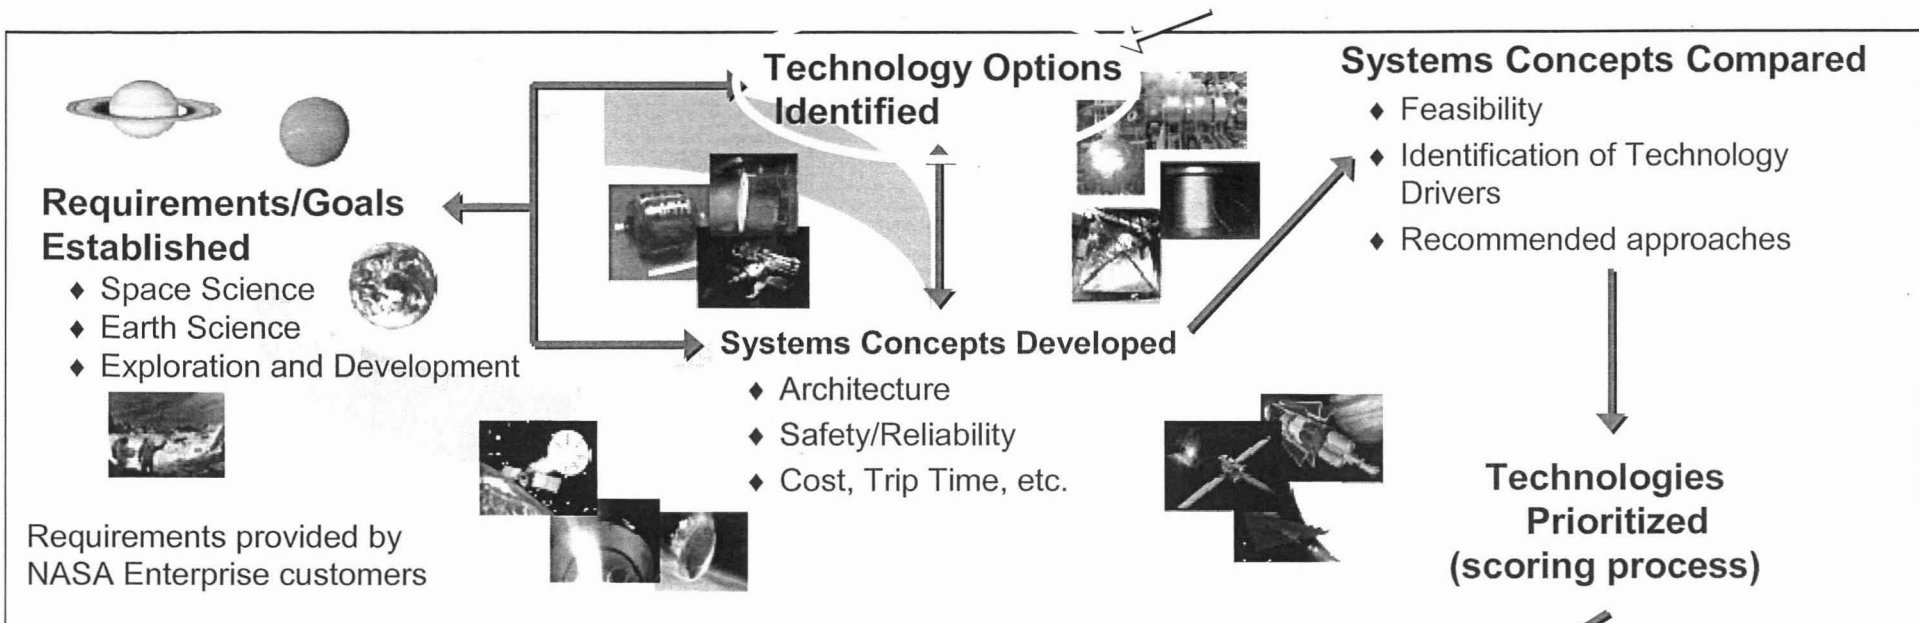 Technology Options
Identified
Systems Concepts Compared
♦ Feasibility
♦ Identification of Technology
Drivers
♦ Recommended approaches
Requirements/Goals
Established
♦ Space Science
♦ Earth Science
♦ Exploration and Development
Systems Concepts Developed
♦ Architecture
♦ Safety/Reliability
♦ Cost, Trip Time, etc.
Requirements provided by
NASA Enterprise customers
Technologies
Prioritized
(scoring process)